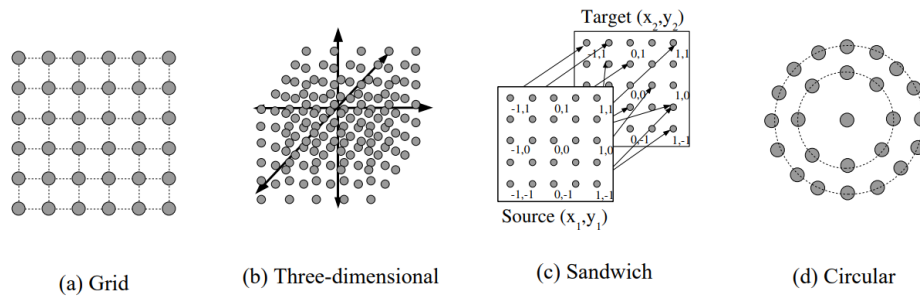 Target (x2,y2)
-1,1 0,1 1,1
0,0 1,0
0,-1 1,-1
-1,1 0,1 1,1
-1,0 0,0 1,0
-1,-1 0,-1 1,-1
Source (x1,y1)
(a) Grid
(b) Three-dimensional
(c) Sandwich
(d) Circular